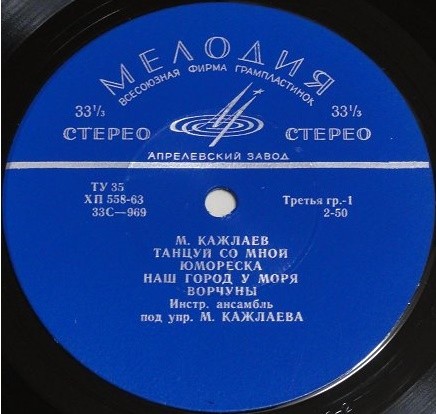 МЕЛОДИЯ
ВСЕСОЮЗНАЯ ФИРМА ГРАМПЛАСТИНОК
33⅓ 33⅓
СТЕРЕО СТЕРЕО
АПРЕЛЕВСКИЙ ЗАВОД
ТУ 35
ХП 558-63 Третья гр.-1
33С—969 2-50
М. КАЖЛАЕВ
ТАНЦУЙ СО МНОЙ
ЮМОРЕСКА
НАШ ГОРОД У МОРЯ
ВОРЧУНЫ
Инстр. ансамбль
под упр. М. КАЖЛАЕВА